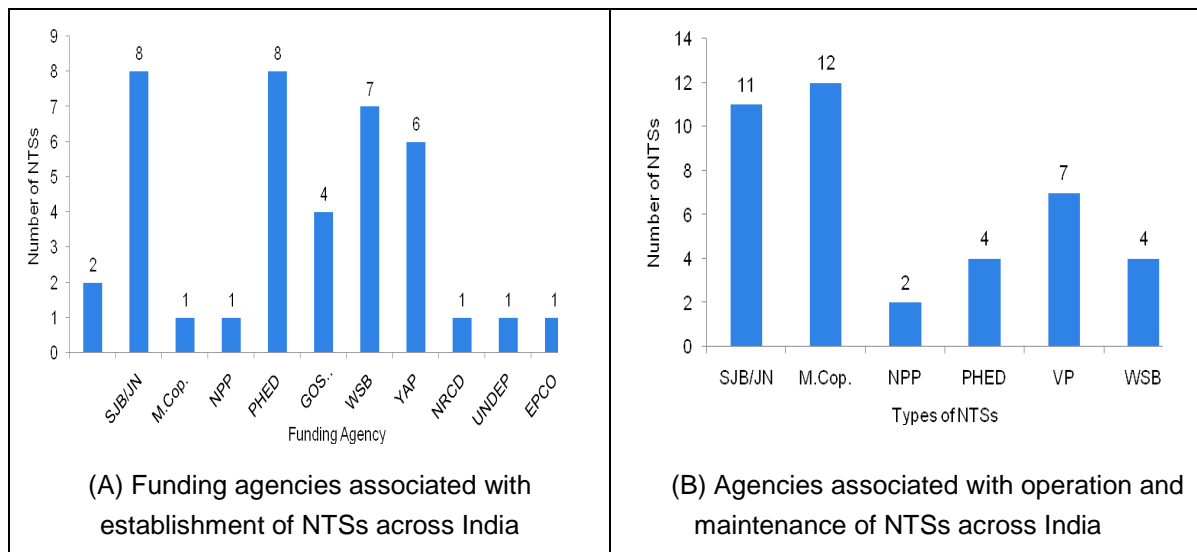 9
8
7
6
5
4
3
2
1
0
Number of NTSs
2
8
1
1
8
4
7
6
1
1
1
SJB/JN
M.Cop.
NPP
PHED
GOS..
WSB
YAP
NRCD
UNDEP
EPCO
Funding Agency
(A) Funding agencies associated with
establishment of NTSs across India
14
12
10
8
6
4
2
0
Number of NTSs
11
12
2
4
7
4
SJB/JN
M.Cop.
NPP
PHED
VP
WSB
Types of NTSs
(B) Agencies associated with operation and
maintenance of NTSs across India